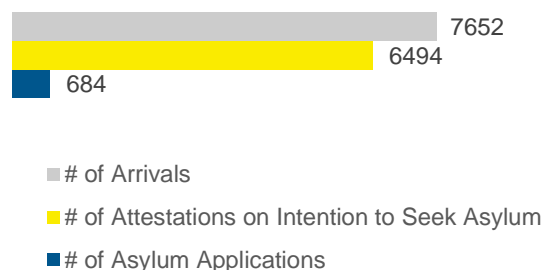 7652
6494
684
# of Arrivals
# of Attestations on Intention to Seek Asylum
# of Asylum Applications